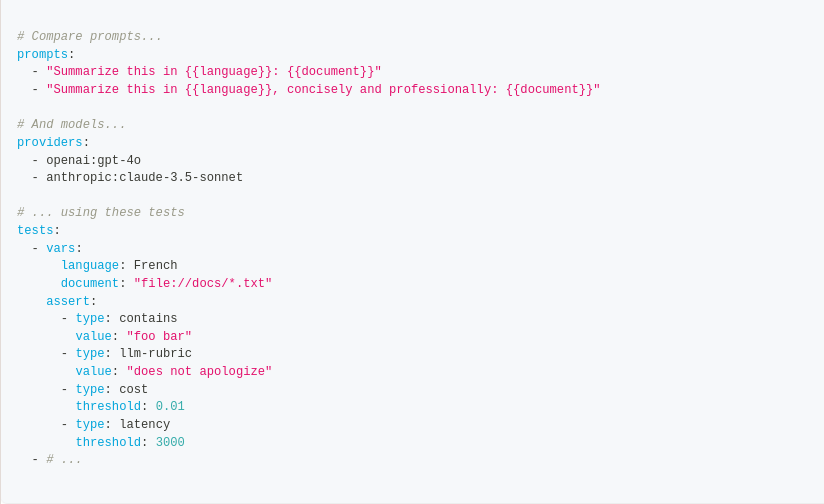 # Compare prompts...
prompts:
  - "Summarize this in {{language}}: {{document}}"
  - "Summarize this in {{language}}, concisely and professionally: {{document}}"

# And models...
providers:
  - openai:gpt-4o
  - anthropic:claude-3.5-sonnet

# ... using these tests
tests:
  - vars:
      language: French
      document: "file://docs/*.txt"
    assert:
      - type: contains
        value: "foo bar"
      - type: llm-rubric
        value: "does not apologize"
      - type: cost
        threshold: 0.01
      - type: latency
        threshold: 3000
  - # ...